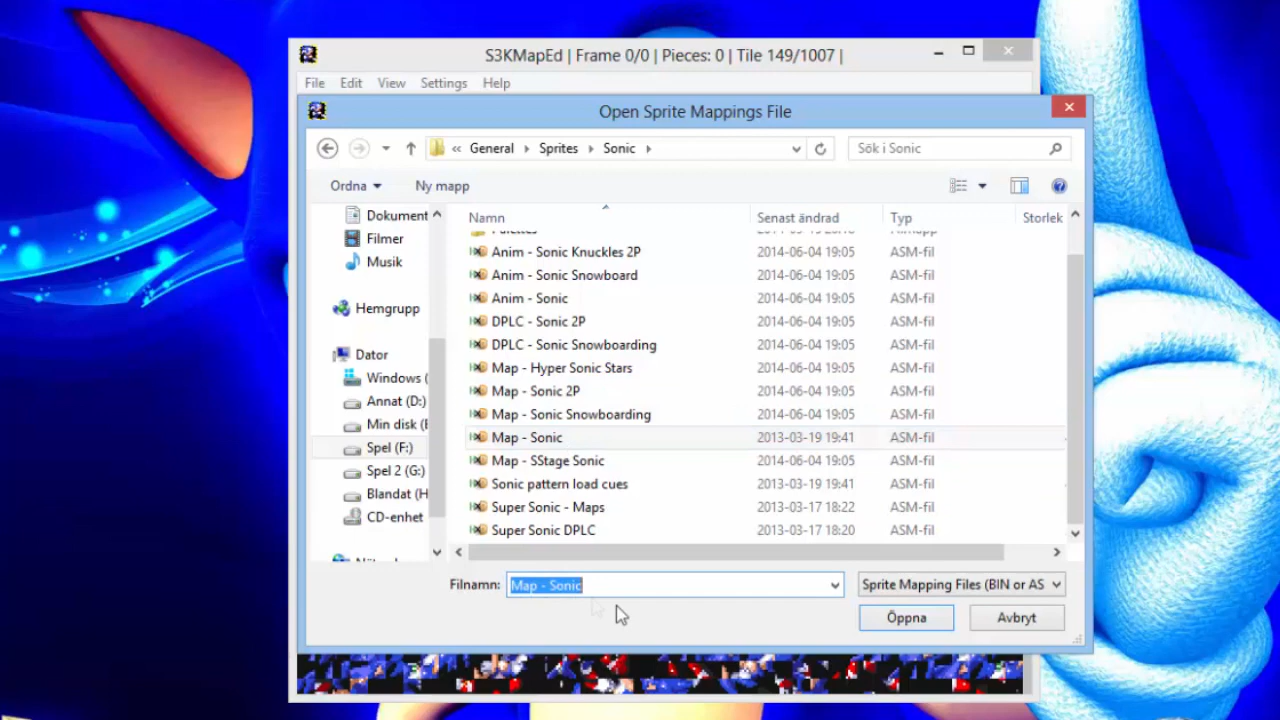 S3KMapEd | Frame 0/0 | Pieces: 0 | Tile 149/1007 |
File Edit View Settings Help
Open Sprite Mappings File
« General Sprites Sonic
Sök i Sonic
Ordna Ny mapp
Namn Senast ändrad Typ Storlek
Dokument
Filmer
Musik
Hemgrupp
Dator
Windows (
Annat (D:)
Min disk (
Spel (F:)
Spel 2 (G:)
Blandat (H
CD-enhet
Anim - Sonic Knuckles 2P 2014-06-04 19:05 ASM-fil
Anim - Sonic Snowboard 2014-06-04 19:05 ASM-fil
Anim - Sonic 2014-06-04 19:05 ASM-fil
DPLC - Sonic 2P 2014-06-04 19:05 ASM-fil
DPLC - Sonic Snowboarding 2014-06-04 19:05 ASM-fil
Map - Hyper Sonic Stars 2014-06-04 19:05 ASM-fil
Map - Sonic 2P 2014-06-04 19:05 ASM-fil
Map - Sonic Snowboarding 2014-06-04 19:05 ASM-fil
Map - Sonic 2013-03-19 19:41 ASM-fil
Map - SStage Sonic 2014-06-04 19:05 ASM-fil
Sonic pattern load cues 2013-03-19 19:41 ASM-fil
Super Sonic - Maps 2013-03-17 18:22 ASM-fil
Super Sonic DPLC 2013-03-17 18:20 ASM-fil
Filnamn: Map - Sonic Sprite Mapping Files (BIN or AS
Öppna Avbryt